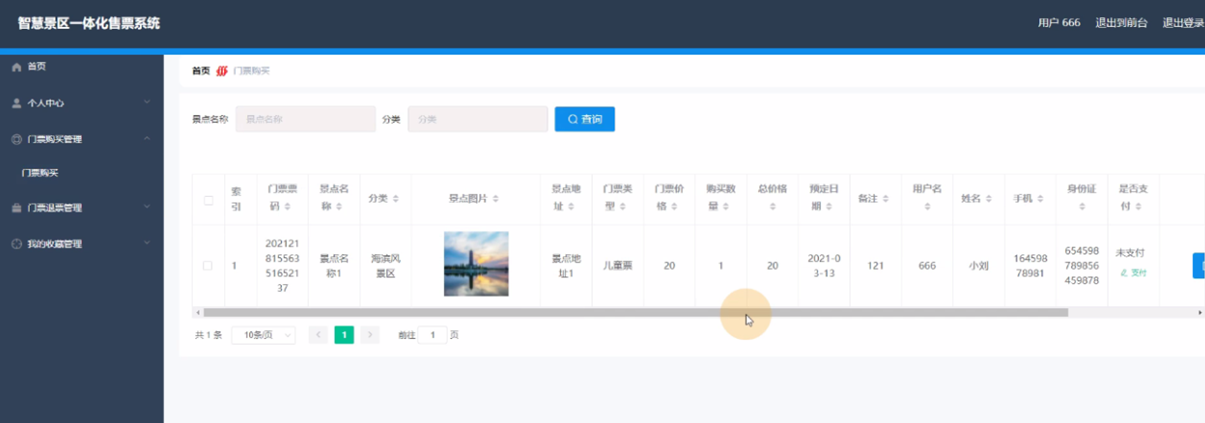 智慧景区一体化售票系统
用户 666 退出到前台 退出登录
首页
个人中心
门票购买管理
门票购买
门票退票管理
我的收藏管理
首页 门票购买
景点名称 景点名称 分类 分类 查询
索引 门票票码 景点名称 分类 景点图片 景点地址 门票类型 门票价格 购买数量 总价格 预定日期 备注 用户名 姓名 手机 身份证 是否支付
1 20212181556351652137 景点名称1 海滨风景区 景点地址1 儿童票 20 1 20 2021-03-13 121 666 小刘 16459878981 654598789856459878 未支付 支付
共 1 条 10条/页 1 前往 1 页